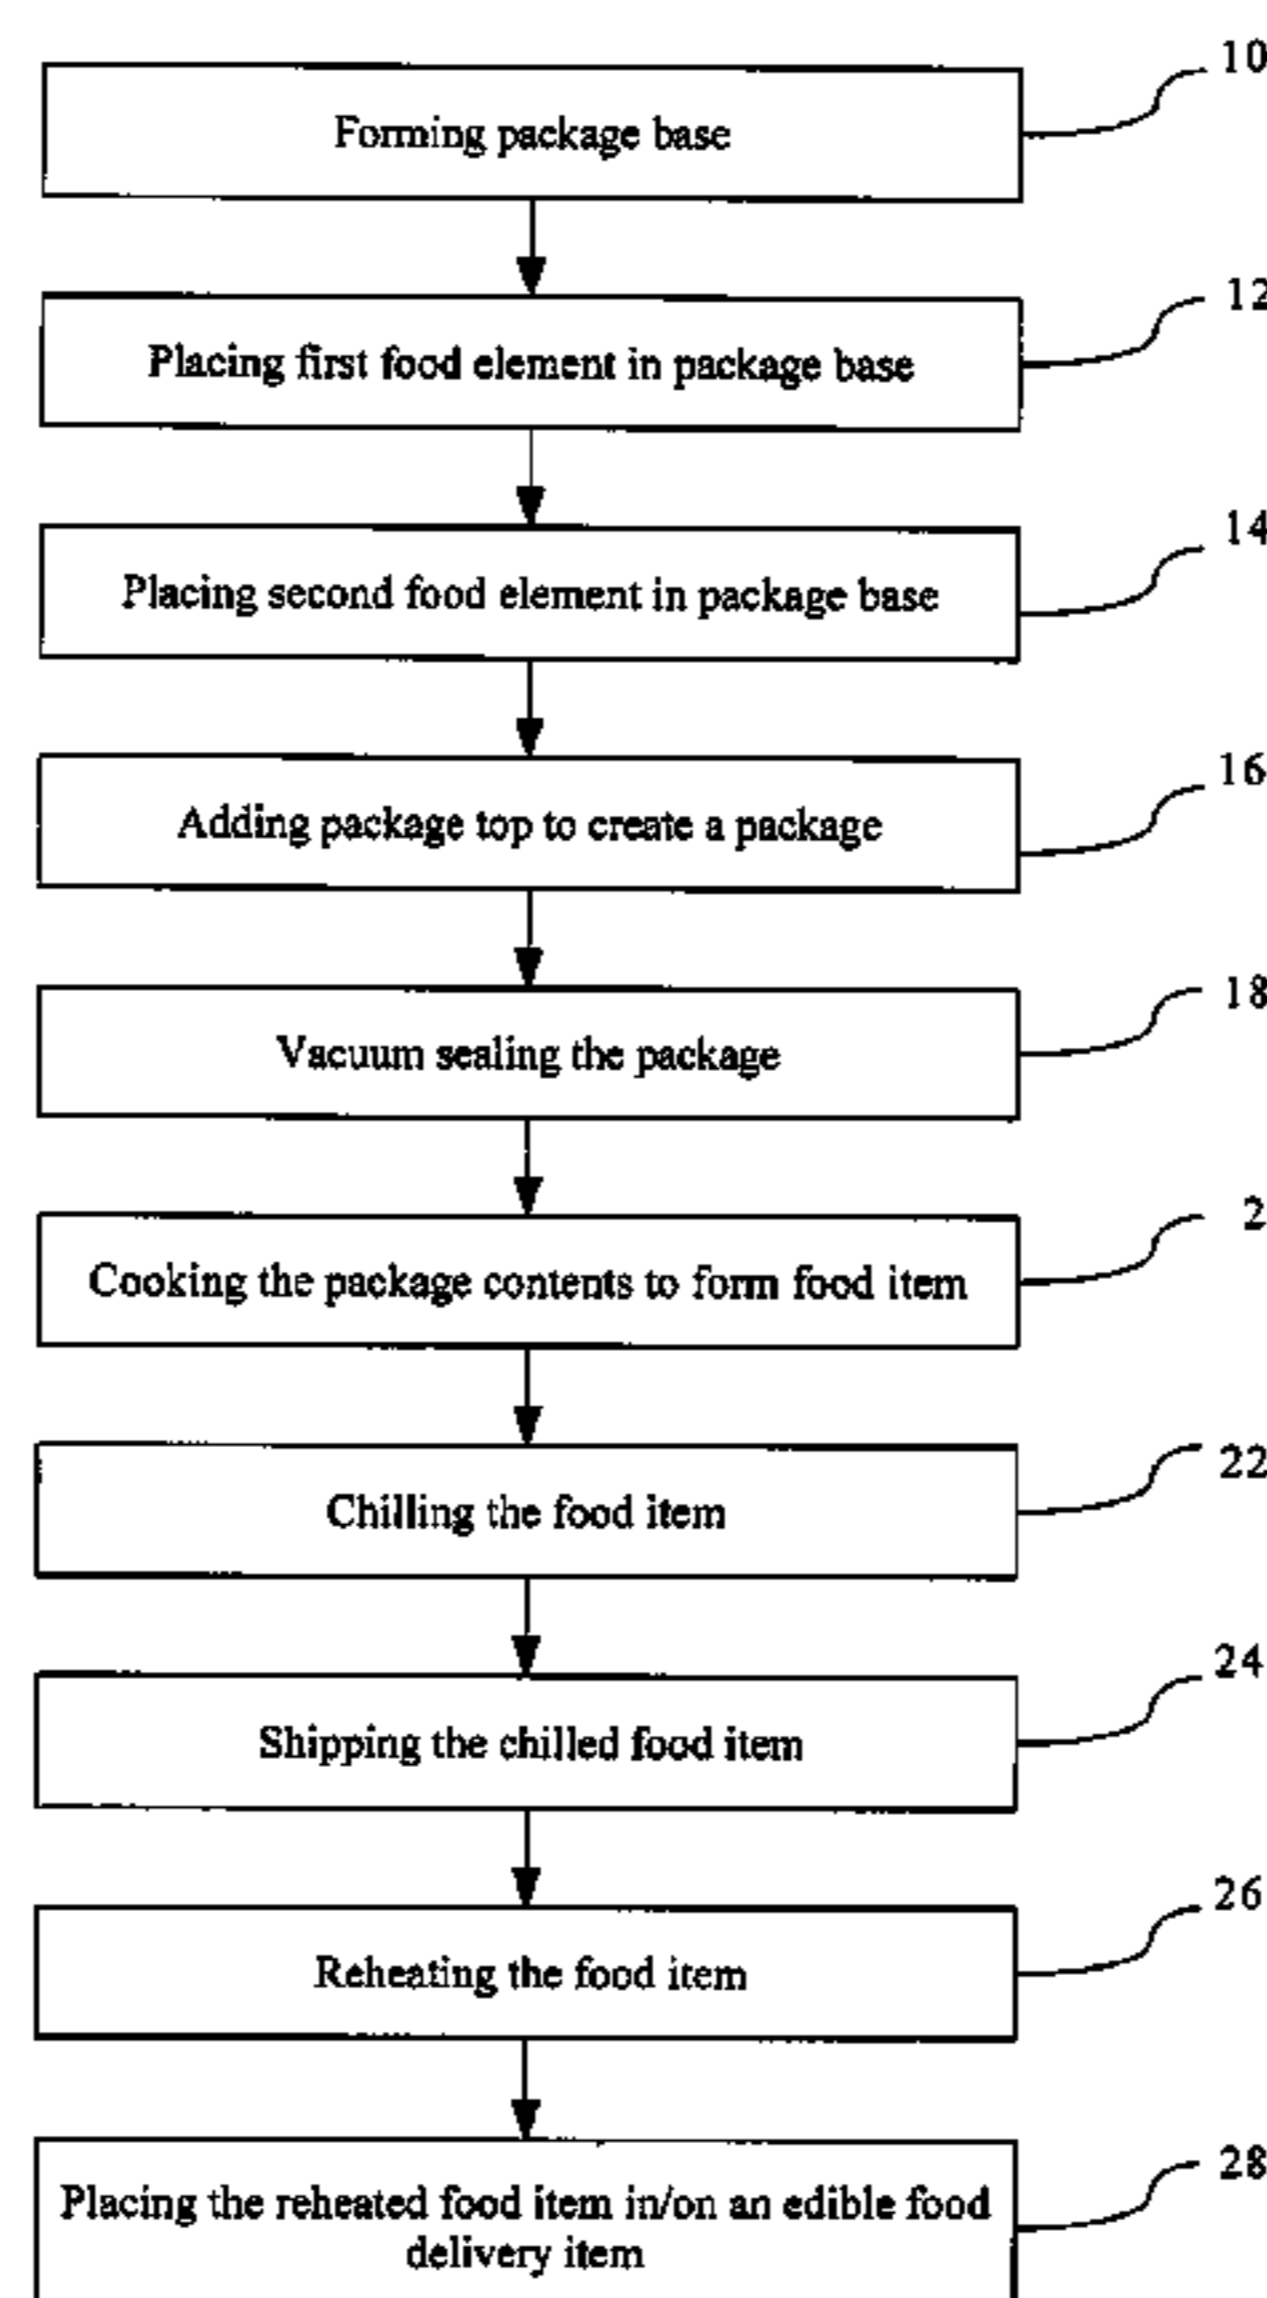 10
Forming package base
12
Placing first food element in package base
14
Placing second food element in package base
16
Adding package top to create a package
18
Vacuum sealing the package
2
Cooking the package contents to form food item
22
Chilling the food item
24
Shipping the chilled food item
26
Reheating the food item
28
Placing the reheated food item in/on an edible food
delivery item